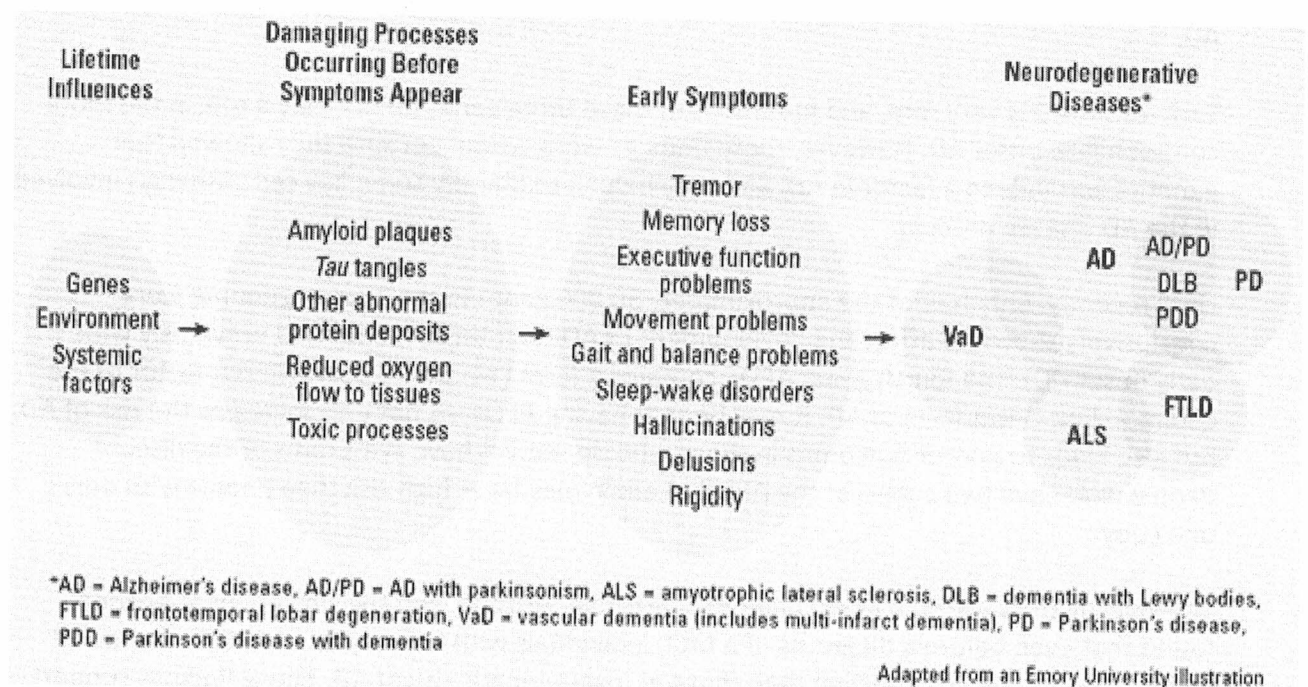 Lifetime
Influences
Damaging Processes
Occurring Before
Symptoms Appear
Early Symptoms
Neurodegenerative
Diseases*
Genes
Environment
Systemic
factors
Amyloid plaques
Tau tangles
Other abnormal
protein deposits
Reduced oxygen
flow to tissues
Toxic processes
Tremor
Memory loss
Executive function
problems
Movement problems
Gait and balance problems
Sleep-wake disorders
Hallucinations
Delusions
Rigidity
VaD
AD
AD/PD
DLB
PDD
PD
FTLD
ALS
*AD = Alzheimer's disease, AD/PD = AD with parkinsonism, ALS = amyotrophic lateral sclerosis, DLB = dementia with Lewy bodies,
FTLD = frontotemporal lobar degeneration, VaD = vascular dementia (includes multi-infarct dementia), PD = Parkinson's disease,
PDD = Parkinson's disease with dementia
Adapted from an Emory University illustration